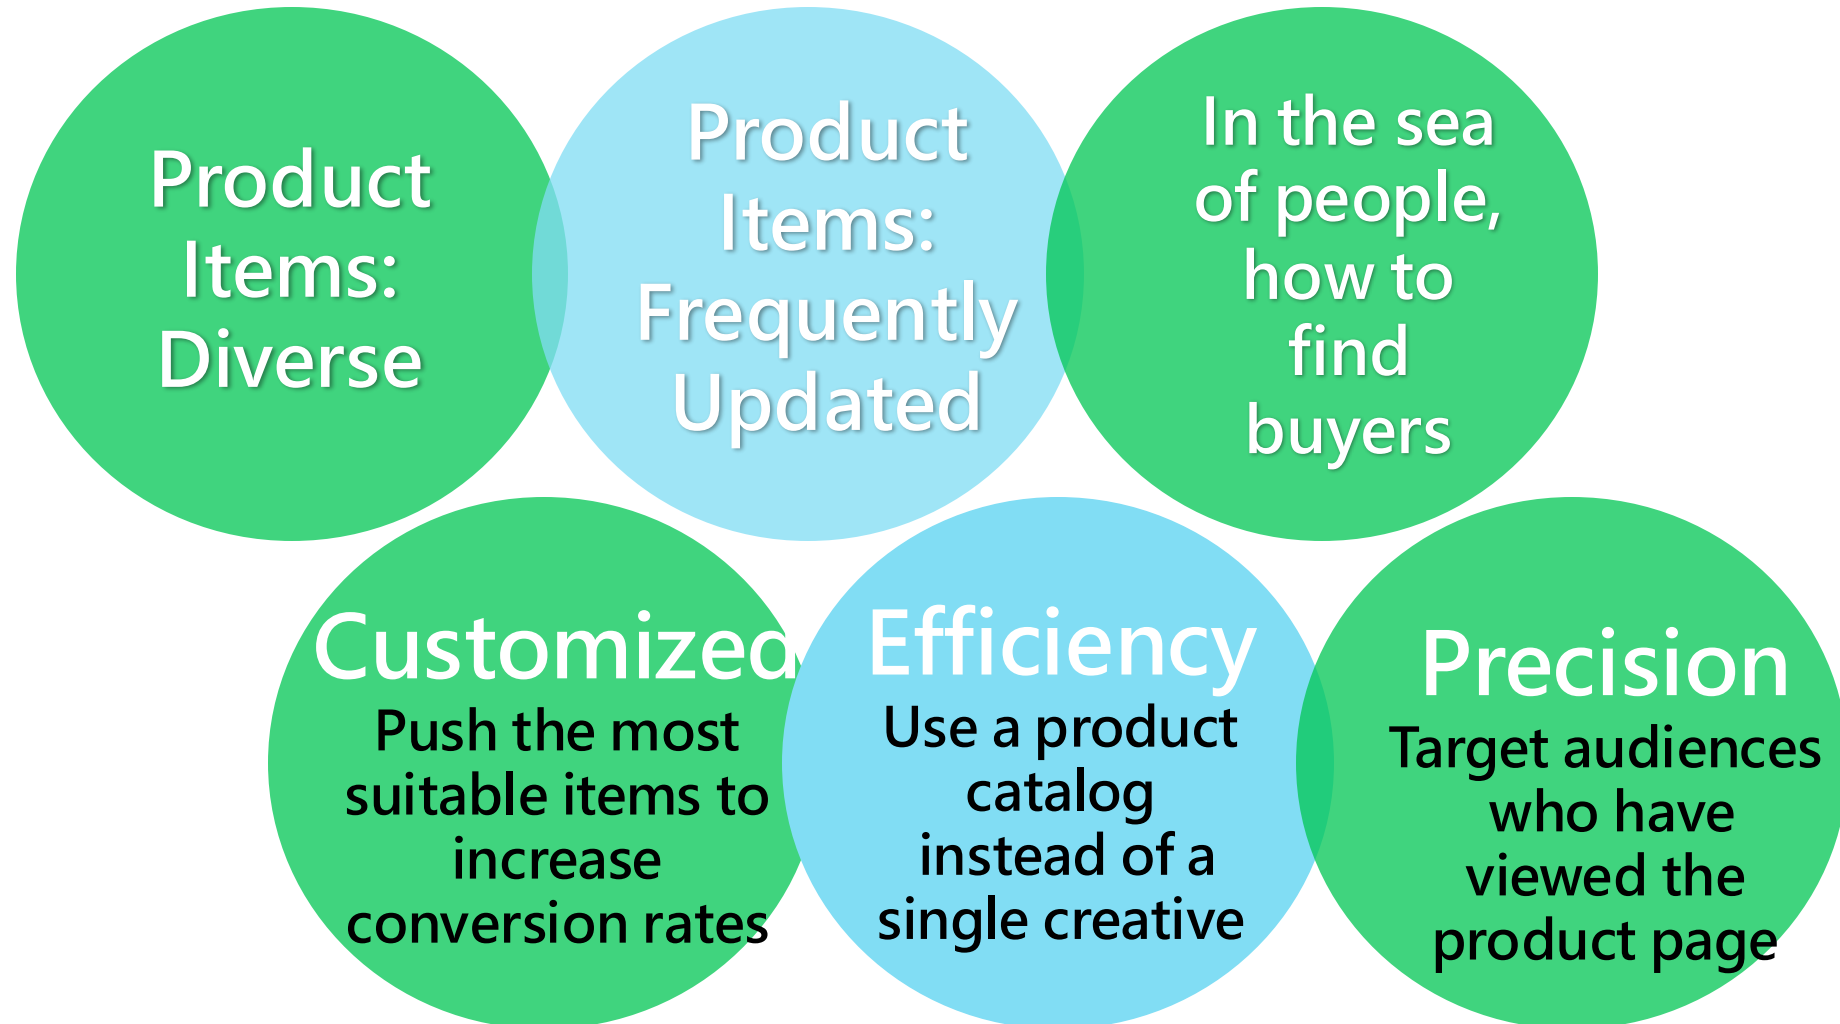 Product
Items:
Diverse
Product
Items:
Frequently
Updated
In the sea
of people,
how to
find
buyers
Customized
Push the most
suitable items to
increase
conversion rates
Efficiency
Use a product
catalog
instead of a
single creative
Precision
Target audiences
who have
viewed the
product page